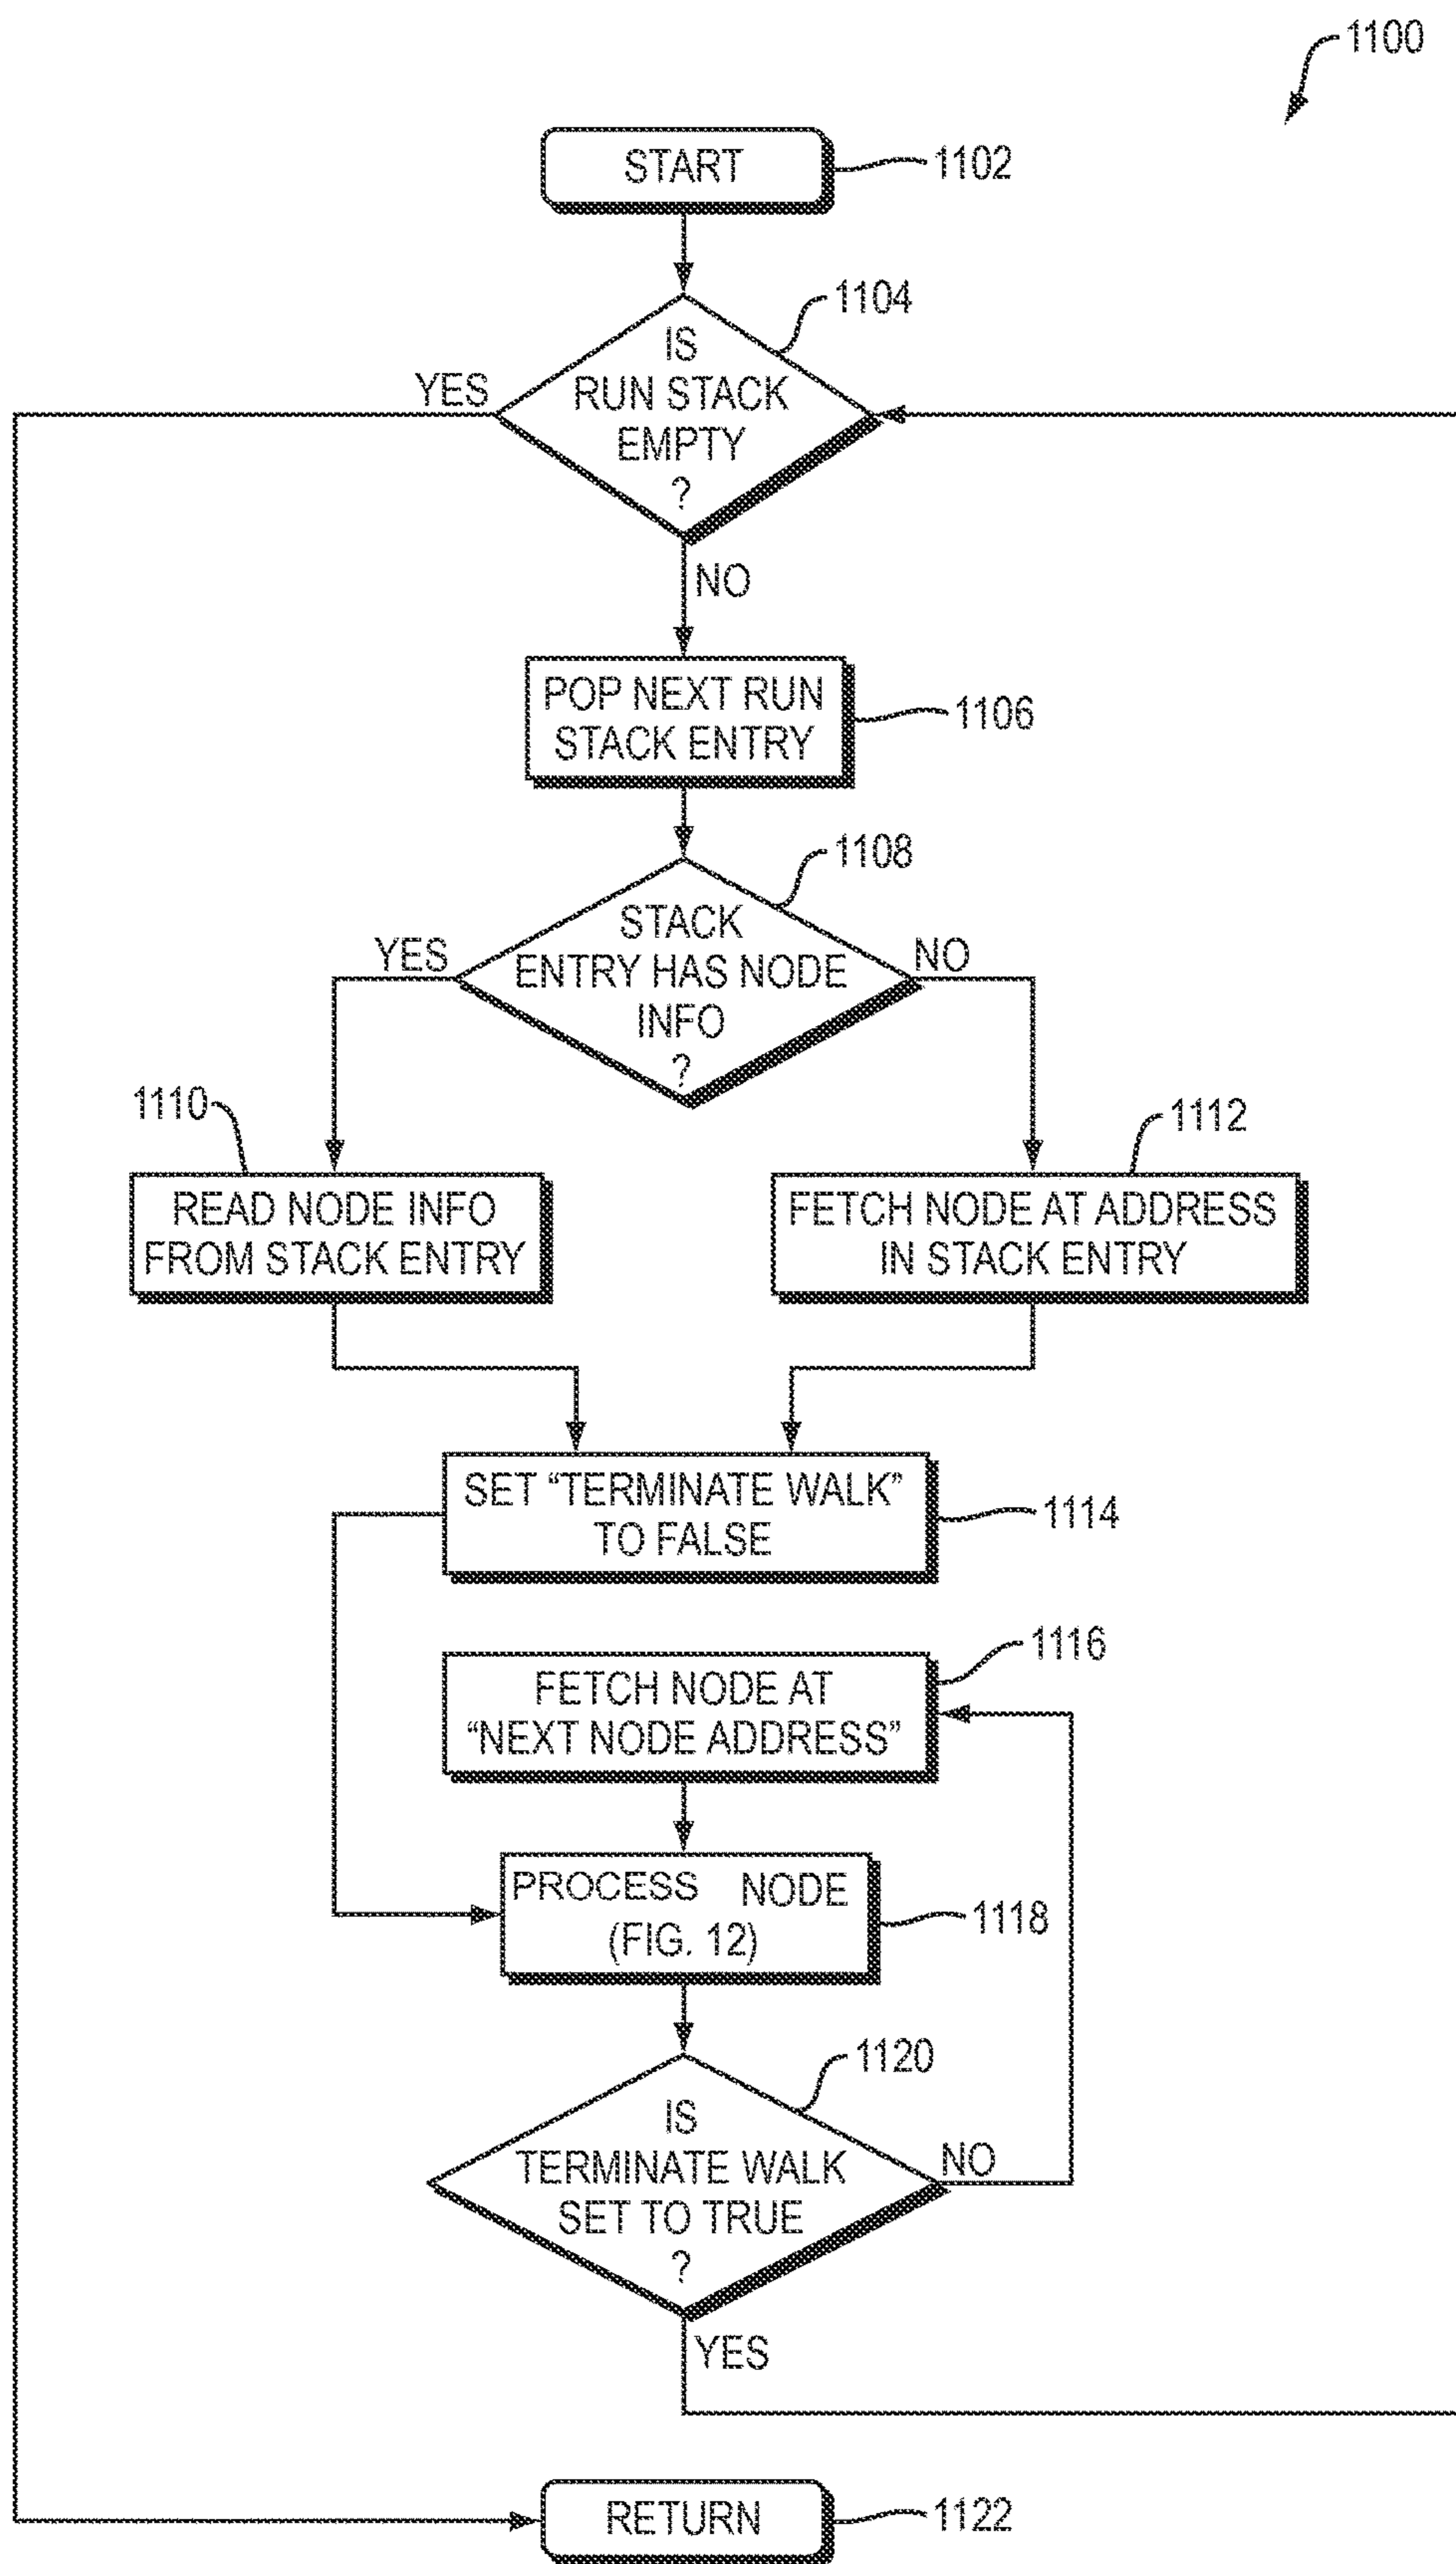 1100
START
1102
1104
IS
RUN STACK
EMPTY
?
YES
NO
POP NEXT RUN
STACK ENTRY
1106
1108
STACK
ENTRY HAS NODE
INFO
?
YES
NO
1110
1112
READ NODE INFO
FROM STACK ENTRY
FETCH NODE AT ADDRESS
IN STACK ENTRY
SET “TERMINATE WALK”
TO FALSE
1114
1116
FETCH NODE AT
“NEXT NODE ADDRESS”
PROCESS NODE
(FIG. 12)
1118
1120
IS
TERMINATE WALK
SET TO TRUE
?
NO
YES
RETURN
1122